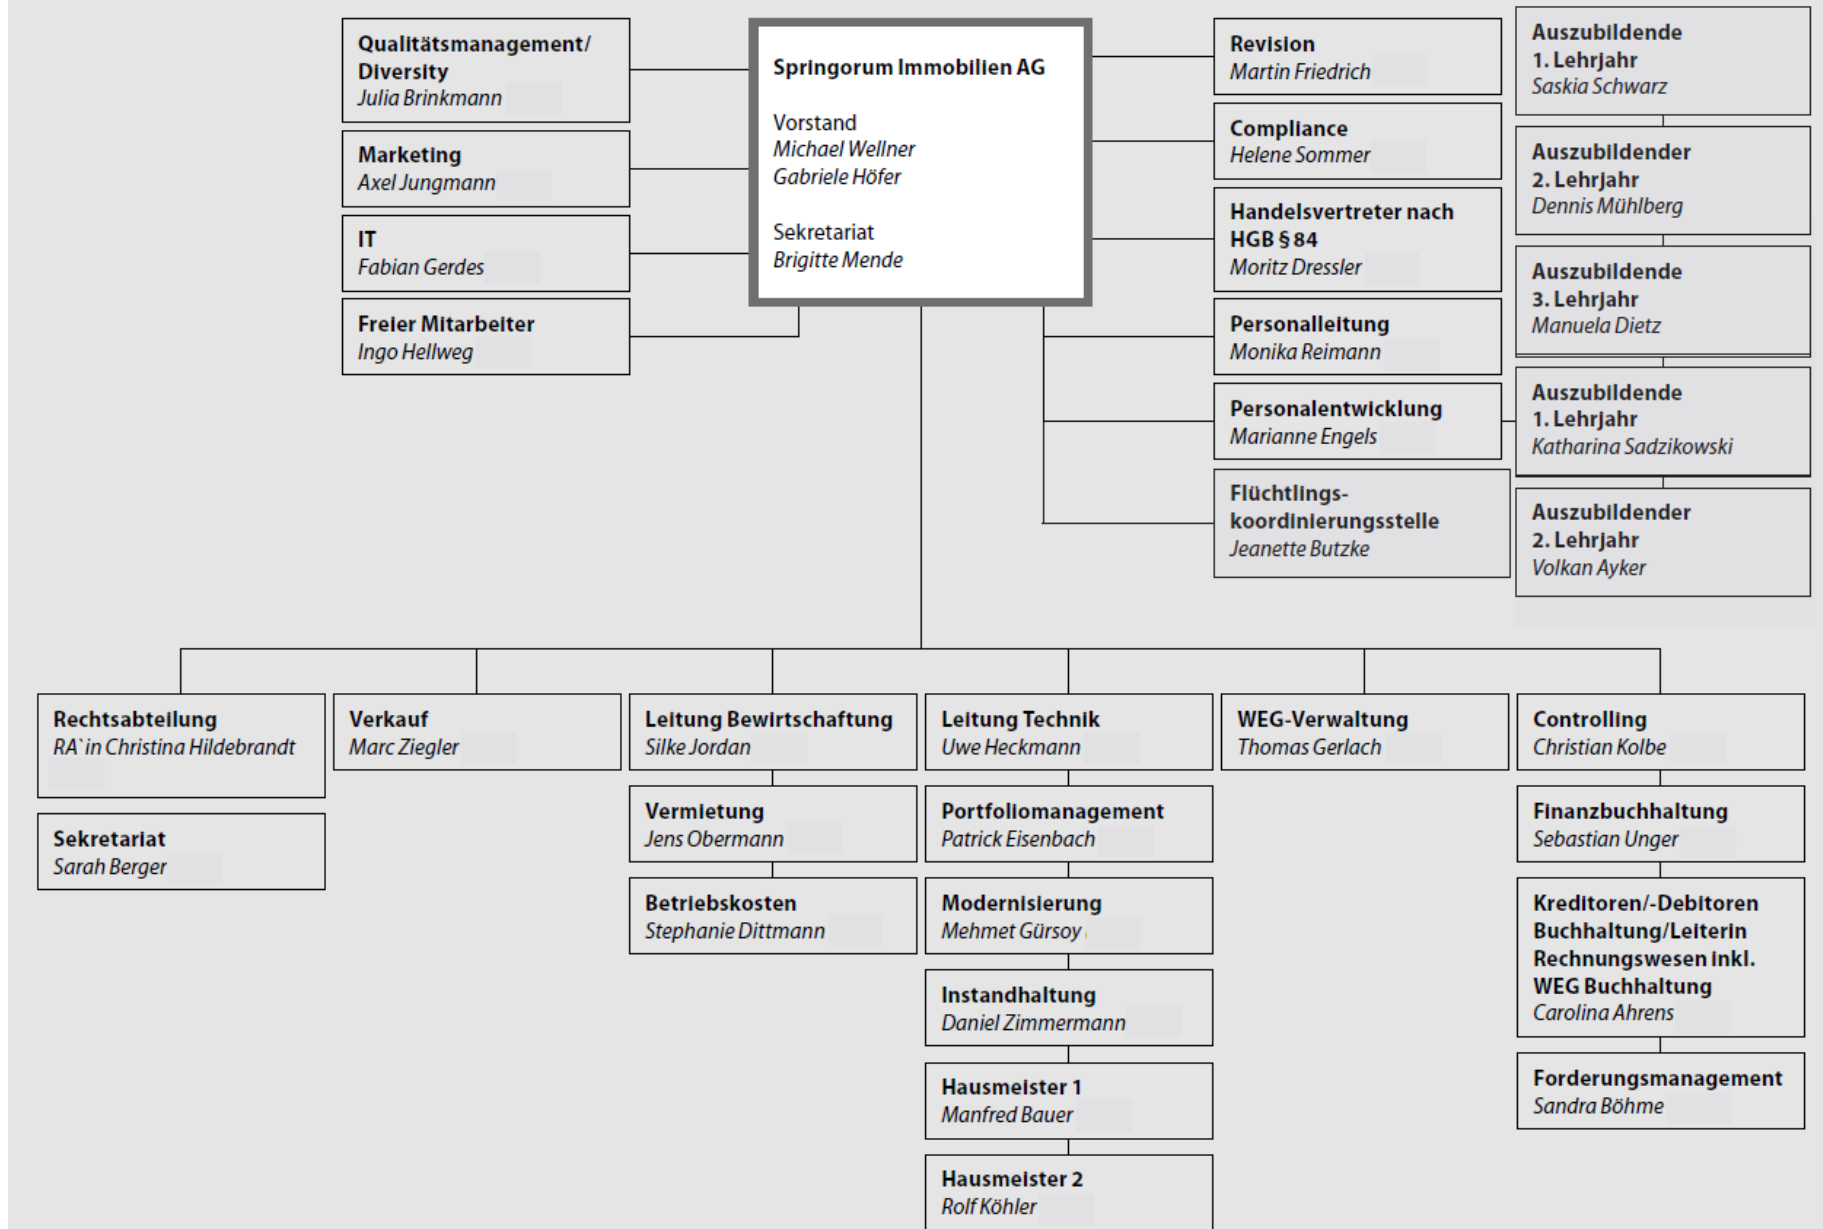 Qualitätsmanagement/
Diversity
Julia Brinkmann
Marketing
Axel Jungmann
IT
Fabian Gerdes
Freier Mitarbeiter
Ingo Hellweg
Springorum Immobilien AG
Vorstand
Michael Wellner
Gabriele Höfer
Sekretariat
Brigitte Mende
Revision
Martin Friedrich
Compliance
Helene Sommer
Handelsvertreter nach
HGB § 84
Moritz Dressler
Personalleitung
Monika Reimann
Personalentwicklung
Marianne Engels
Flüchtlings-
koordinierungsstelle
Jeanette Butzke
Auszubildende
1. Lehrjahr
Saskia Schwarz
Auszubildender
2. Lehrjahr
Dennis Mühlberg
Auszubildende
3. Lehrjahr
Manuela Dietz
Auszubildende
1. Lehrjahr
Katharina Sadzikowski
Auszubildender
2. Lehrjahr
Volkan Ayker
Rechtsabteilung
RA`in Christina Hildebrandt
Sekretariat
Sarah Berger
Verkauf
Marc Ziegler
Leitung Bewirtschaftung
Silke Jordan
Vermietung
Jens Obermann
Betriebskosten
Stephanie Dittmann
Leitung Technik
Uwe Heckmann
Portfoliomanagement
Patrick Eisenbach
Modernisierung
Mehmet Gürsoy
Instandhaltung
Daniel Zimmermann
Hausmeister 1
Manfred Bauer
Hausmeister 2
Rolf Köhler
WEG-Verwaltung
Thomas Gerlach
Controlling
Christian Kolbe
Finanzbuchhaltung
Sebastian Unger
Kreditoren/-Debitoren
Buchhaltung/Leiterin
Rechnungswesen inkl.
WEG Buchhaltung
Carolina Ahrens
Forderungsmanagement
Sandra Böhme